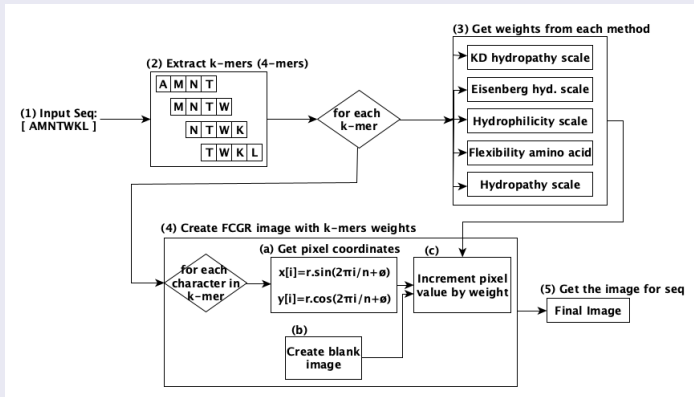 (3) Get weights from each method
(2) Extract k-mers (4-mers)
KD hydropathy scale
A M N T
Eisenberg hyd. scale
(1) Input Seq:
[ AMNTWKL ]
M N T W
for each
k-mer
Hydrophilicity scale
N T W K
T W K L
Flexibility amino acid
Hydropathy scale
(4) Create FCGR image with k-mers weights
(a) Get pixel coordinates
(c)
for each
character in
k-mer
x[i]=r.sin(2πi/n+ø)
y[i]=r.cos(2πi/n+ø)
Increment pixel
value by weight
(5) Get the image for seq
Final Image
(b)
Create blank
image